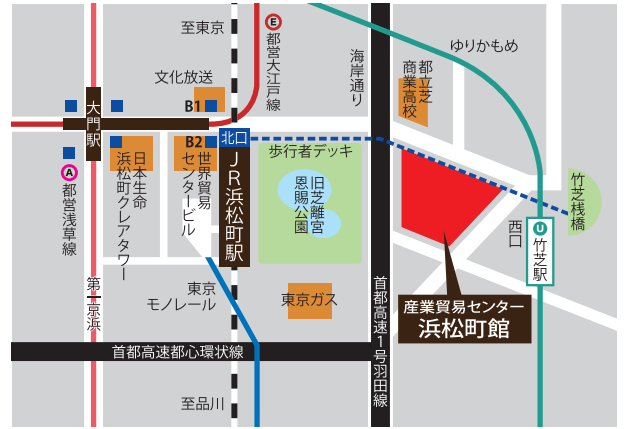 至東京
E
都営大江戸線
海岸通り
ゆりかもめ
文化放送
都立芝
商業高校
B1
大門駅
北口
B2
歩行者デッキ
JR浜松町駅
日本生命
浜松町クレアタワー
世界貿易
センタービル
旧芝離宮
恩賜公園
A
都営浅草線
竹芝桟橋
西口
U
竹芝駅
第一京浜
東京
モノレール
東京ガス
首都高速1号羽田線
産業貿易センター
浜松町館
首都高速都心環状線
至品川